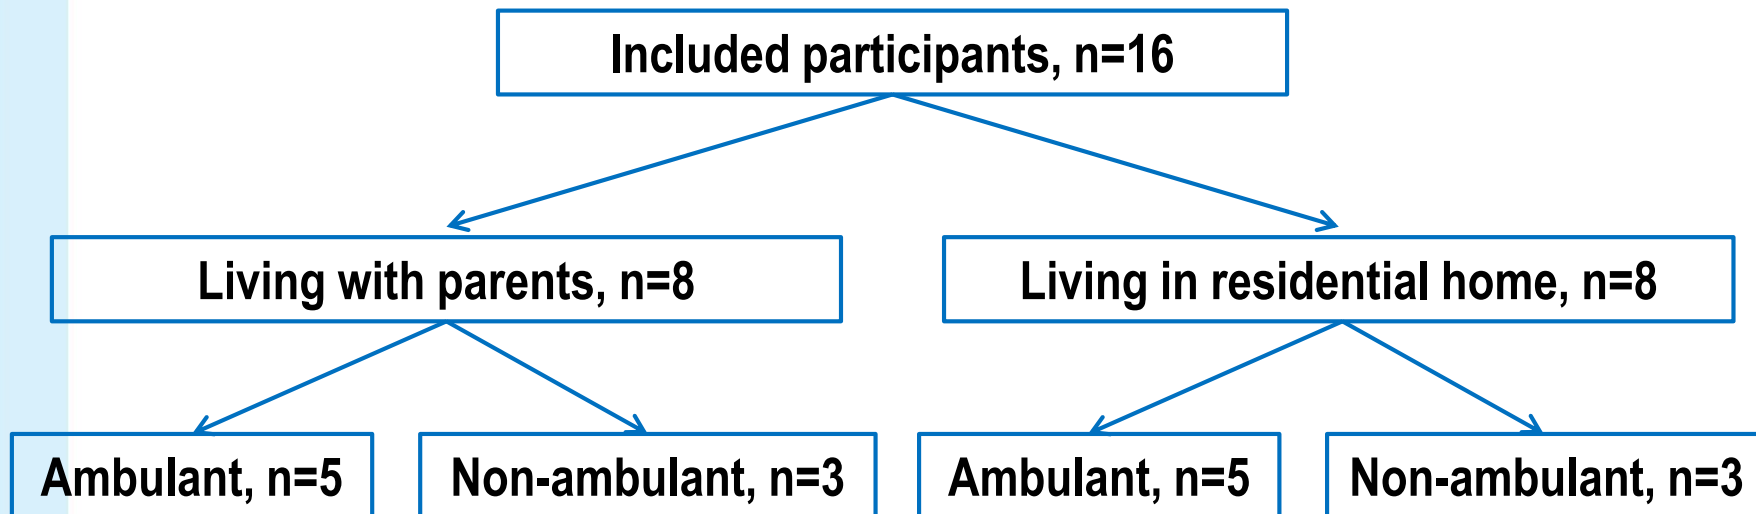 Included participants, n=16
Living with parents, n=8
Living in residential home, n=8
Ambulant, n=5
Non-ambulant, n=3
Ambulant, n=5
Non-ambulant, n=3